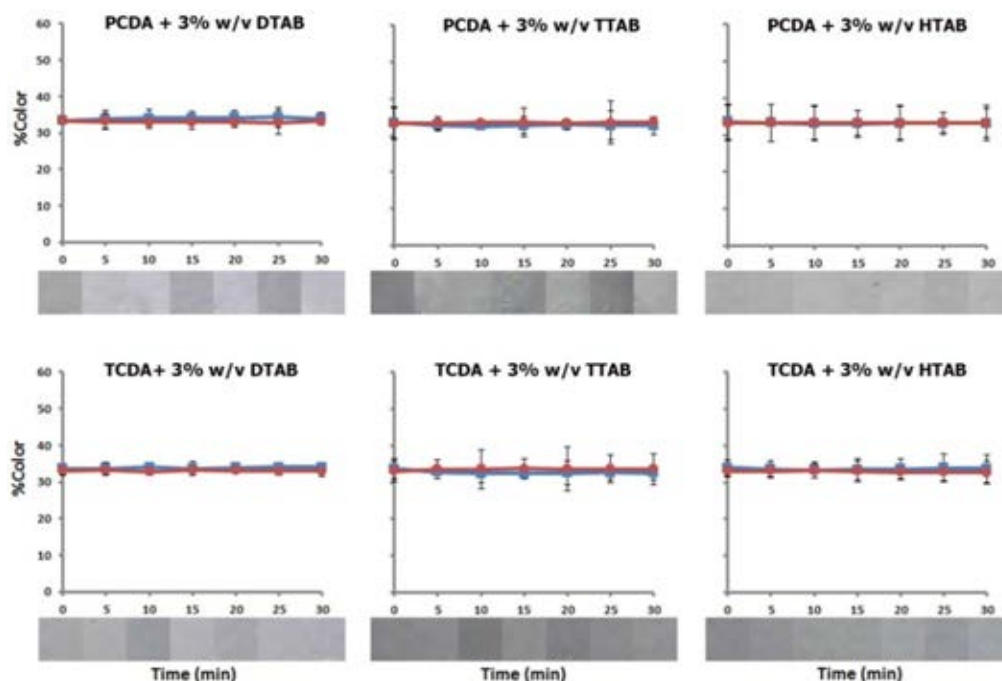 PCDA + 3% w/v DTAB
PCDA + 3% w/v TTAB
PCDA + 3% w/v HTAB
60
50
40
30
20
10
0
%Color
0 5 10 15 20 25 30
0 5 10 15 20 25 30
0 5 10 15 20 25 30
TCDA+ 3% w/v DTAB
TCDA + 3% w/v TTAB
TCDA + 3% w/v HTAB
60
50
40
30
20
10
0
%Color
0 5 10 15 20 25 30
0 5 10 15 20 25 30
0 5 10 15 20 25 30
Time (min)
Time (min)
Time (min)